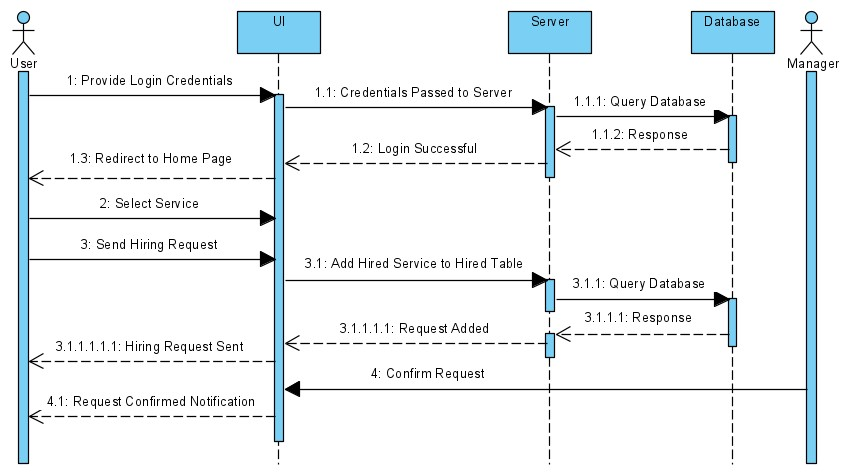 UI
Server
Database
User
Manager
1: Provide Login Credentials
1.1: Credentials Passed to Server
1.1.1: Query Database
1.1.2: Response
1.2: Login Successful
1.3: Redirect to Home Page
2: Select Service
3: Send Hiring Request
3.1: Add Hired Service to Hired Table
3.1.1: Query Database
3.1.1.1: Response
3.1.1.1.1: Request Added
3.1.1.1.1.1: Hiring Request Sent
4: Confirm Request
4.1: Request Confirmed Notification